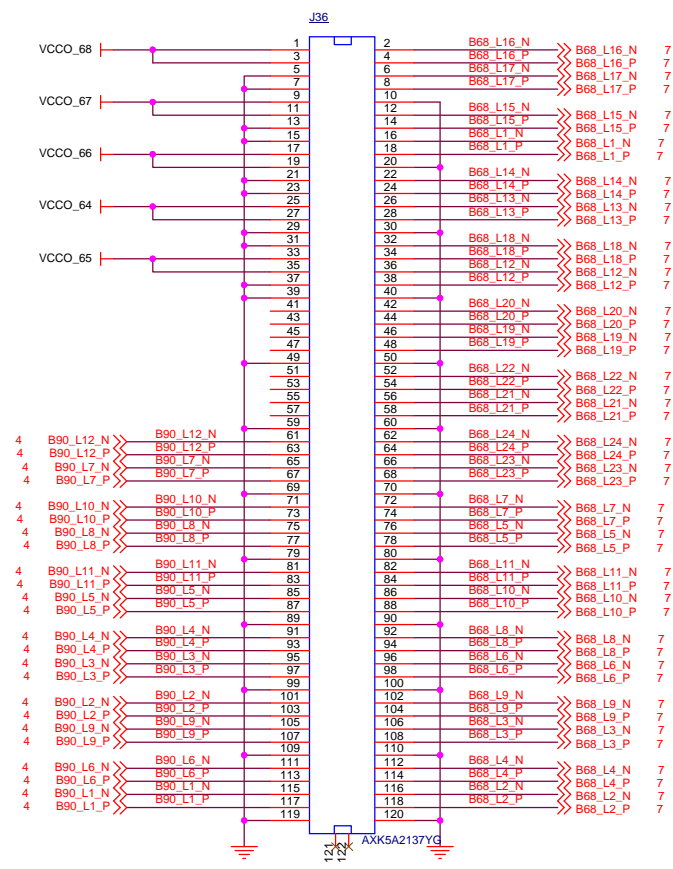 J36
VCCO_68 1 2 B68_L16_N B68_L16_N 7
3 4 B68_L16_P B68_L16_P 7
5 6 B68_L17_N B68_L17_N 7
7 8 B68_L17_P B68_L17_P 7
VCCO_67 9 10
11 12 B68_L15_N B68_L15_N 7
13 14 B68_L15_P B68_L15_P 7
15 16 B68_L1_N B68_L1_N 7
VCCO_66 17 18 B68_L1_P B68_L1_P 7
19 20
21 22 B68_L14_N B68_L14_N 7
23 24 B68_L14_P B68_L14_P 7
VCCO_64 25 26 B68_L13_N B68_L13_N 7
27 28 B68_L13_P B68_L13_P 7
29 30
31 32 B68_L18_N B68_L18_N 7
VCCO_65 33 34 B68_L18_P B68_L18_P 7
35 36 B68_L12_N B68_L12_N 7
37 38 B68_L12_P B68_L12_P 7
39 40
41 42 B68_L20_N B68_L20_N 7
43 44 B68_L20_P B68_L20_P 7
45 46 B68_L19_N B68_L19_N 7
47 48 B68_L19_P B68_L19_P 7
49 50
51 52 B68_L22_N B68_L22_N 7
53 54 B68_L22_P B68_L22_P 7
55 56 B68_L21_N B68_L21_N 7
57 58 B68_L21_P B68_L21_P 7
59 60
4 B90_L12_N B90_L12_N 61 62 B68_L24_N B68_L24_N 7
4 B90_L12_P B90_L12_P 63 64 B68_L24_P B68_L24_P 7
4 B90_L7_N B90_L7_N 65 66 B68_L23_N B68_L23_N 7
4 B90_L7_P B90_L7_P 67 68 B68_L23_P B68_L23_P 7
69 70
4 B90_L10_N B90_L10_N 71 72 B68_L7_N B68_L7_N 7
4 B90_L10_P B90_L10_P 73 74 B68_L7_P B68_L7_P 7
4 B90_L8_N B90_L8_N 75 76 B68_L5_N B68_L5_N 7
4 B90_L8_P B90_L8_P 77 78 B68_L5_P B68_L5_P 7
79 80
4 B90_L11_N B90_L11_N 81 82 B68_L11_N B68_L11_N 7
4 B90_L11_P B90_L11_P 83 84 B68_L11_P B68_L11_P 7
4 B90_L5_N B90_L5_N 85 86 B68_L10_N B68_L10_N 7
4 B90_L5_P B90_L5_P 87 88 B68_L10_P B68_L10_P 7
89 90
4 B90_L4_N B90_L4_N 91 92 B68_L8_N B68_L8_N 7
4 B90_L4_P B90_L4_P 93 94 B68_L8_P B68_L8_P 7
4 B90_L3_N B90_L3_N 95 96 B68_L6_N B68_L6_N 7
4 B90_L3_P B90_L3_P 97 98 B68_L6_P B68_L6_P 7
99 100
4 B90_L2_N B90_L2_N 101 102 B68_L9_N B68_L9_N 7
4 B90_L2_P B90_L2_P 103 104 B68_L9_P B68_L9_P 7
4 B90_L9_N B90_L9_N 105 106 B68_L3_N B68_L3_N 7
4 B90_L9_P B90_L9_P 107 108 B68_L3_P B68_L3_P 7
109 110
4 B90_L6_N B90_L6_N 111 112 B68_L4_N B68_L4_N 7
4 B90_L6_P B90_L6_P 113 114 B68_L4_P B68_L4_P 7
4 B90_L1_N B90_L1_N 115 116 B68_L2_N B68_L2_N 7
4 B90_L1_P B90_L1_P 117 118 B68_L2_P B68_L2_P 7
119 120
121 122 AXK5A2137YG